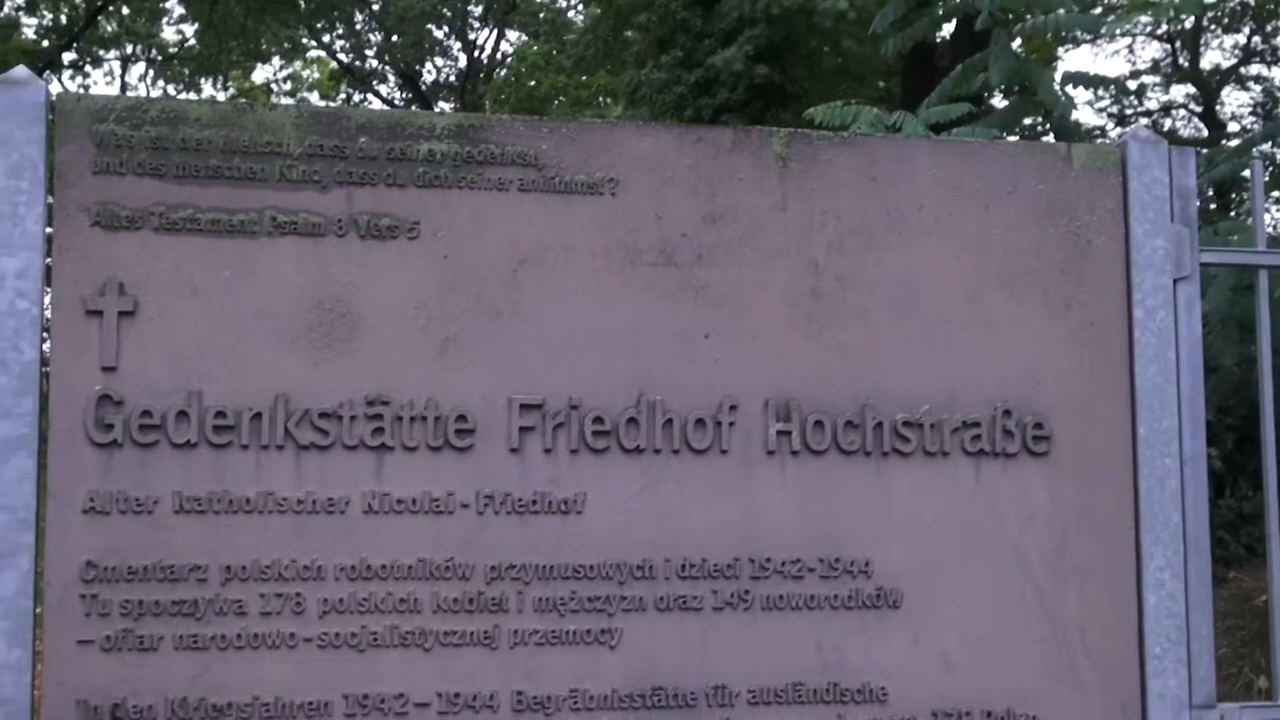 Was ist der Mensch, dass du seiner gedenkst,
und des Menschen Kind, dass du dich seiner annimmst?
Altes Testament Psalm 8 Vers 5
Gedenkstätte Friedhof Hochstraße
Alter katholischer Nicolai-Friedhof
Cmentarz polskich robotników przymusowych i dzieci 1942-1944
Tu spoczywa 178 polskich kobiet i mężczyzn oraz 149 noworodków
– ofiar narodowo-socjalistycznej przemocy
In den Kriegsjahren 1942 – 1944 Begräbnisstätte für ausländische